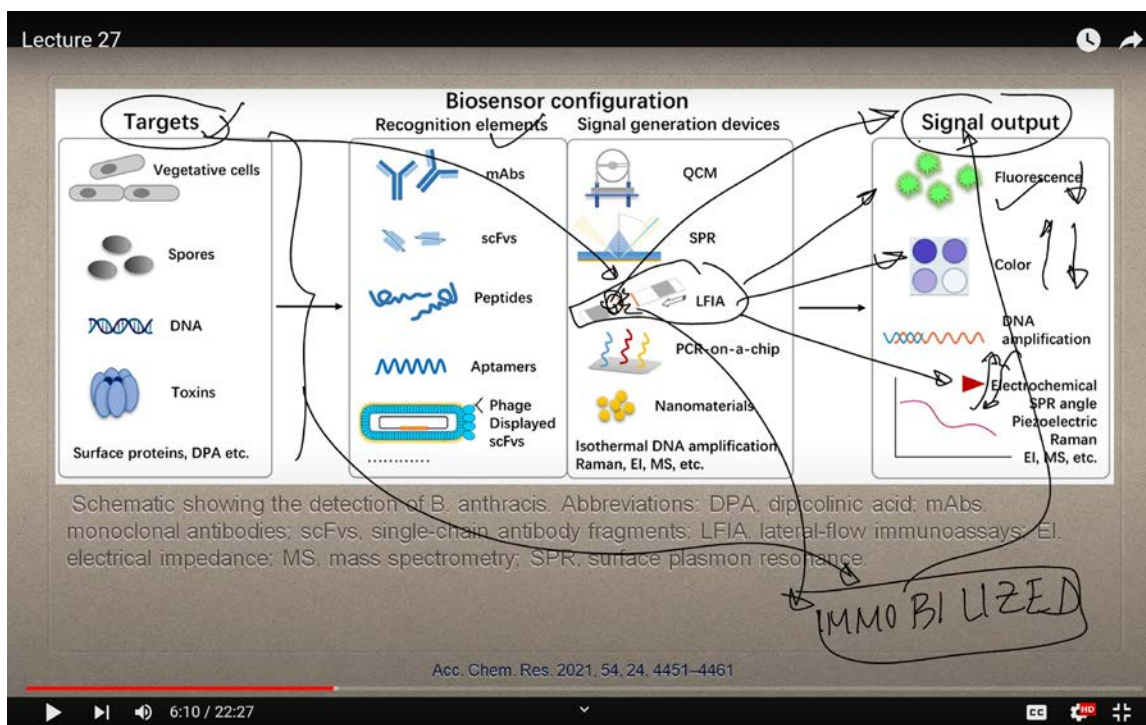 Lecture 27
Biosensor configuration
Targets
Recognition elements
Signal generation devices
Signal output
Vegetative cells
Spores
DNA
Toxins
Surface proteins, DPA etc.
mAbs
scFvs
Peptides
Aptamers
Phage
Displayed
scFvs
............
QCM
SPR
LFIA
PCR-on-a-chip
Nanomaterials
Isothermal DNA amplification,
Raman, EI, MS, etc.
Fluorescence
Color
DNA
amplification
Electrochemical
SPR angle
Piezoelectric
Raman
EI, MS, etc.
Schematic showing the detection of B. anthracis. Abbreviations: DPA, dipicolinic acid; mAbs,
monoclonal antibodies; scFvs, single-chain antibody fragments; LFIA, lateral-flow immunoassays; EI,
electrical impedance; MS, mass spectrometry; SPR, surface plasmon resonance.
IMMOBILIZED
Acc. Chem. Res. 2021, 54, 24, 4451–4461
6:10 / 22:27
CC
HD